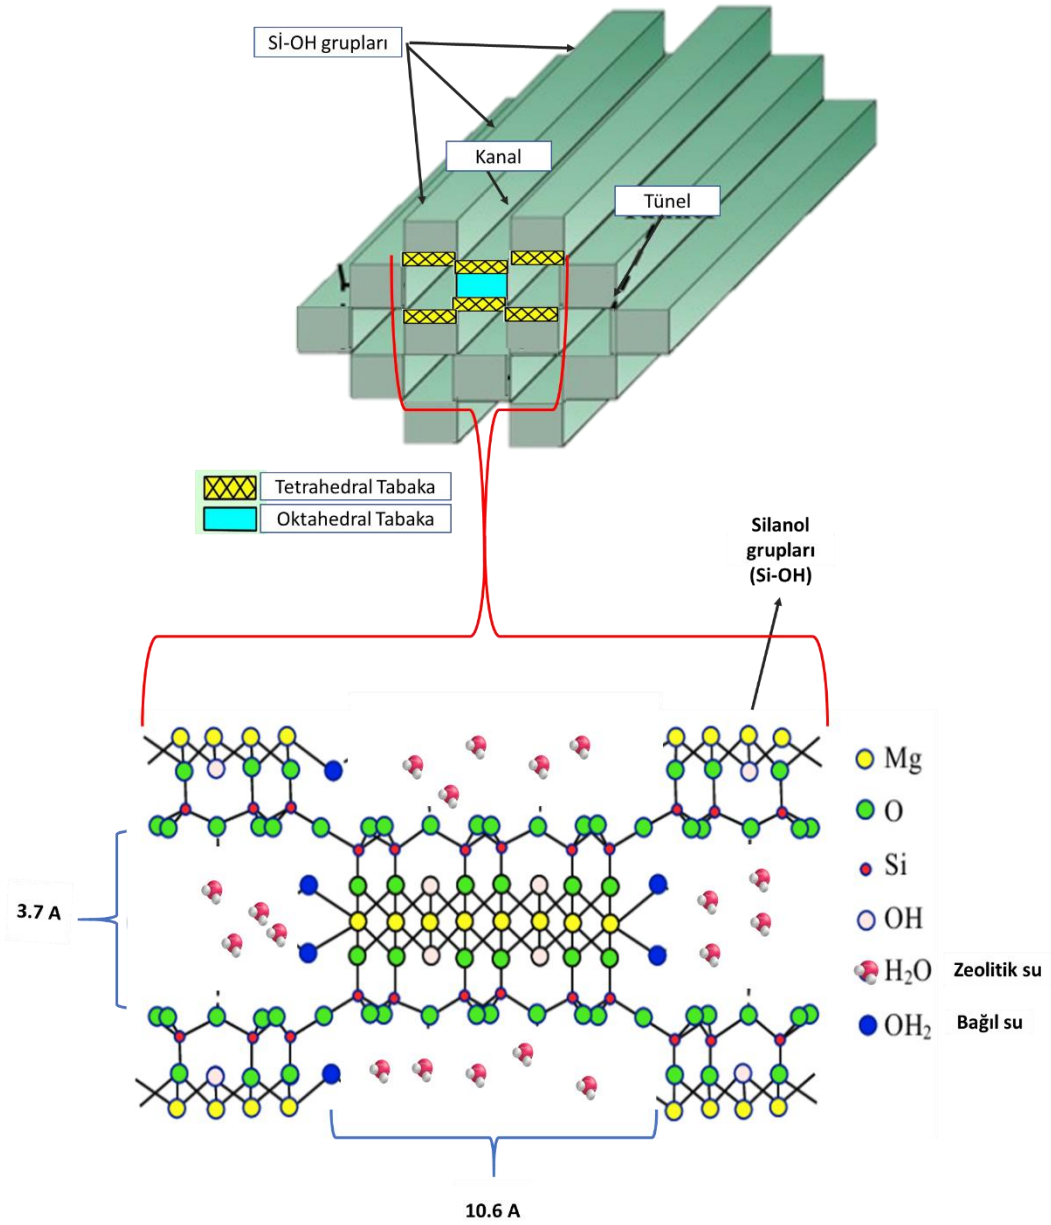 Sİ-OH grupları
Kanal
Tünel
Tetrahedral Tabaka
Oktahedral Tabaka
Silanol
grupları
(Si-OH)
Mg
O
Si
3.7 A
OH
H₂O Zeolitik su
OH₂ Bağıl su
10.6 A